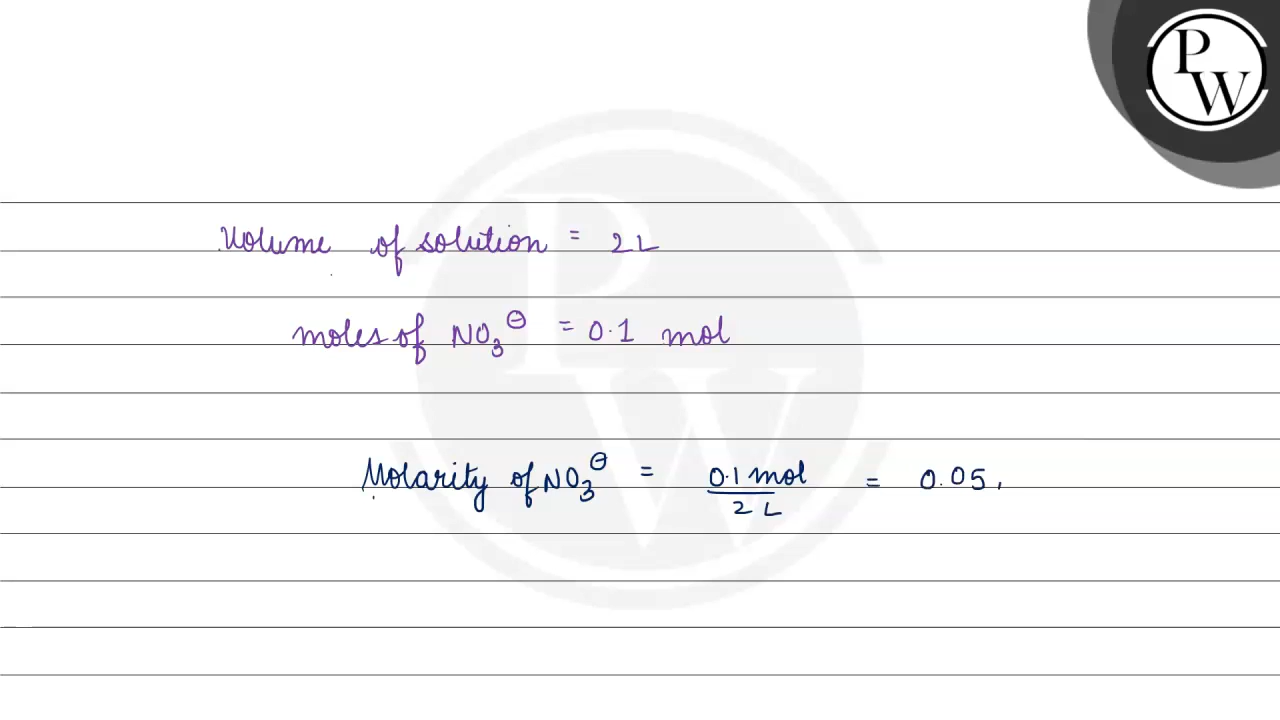 PW
Volume of solution = 2L
moles of NO₃⊖ = 0.1 mol
Molarity of NO₃⊖ = 0.1 mol / 2 L = 0.05